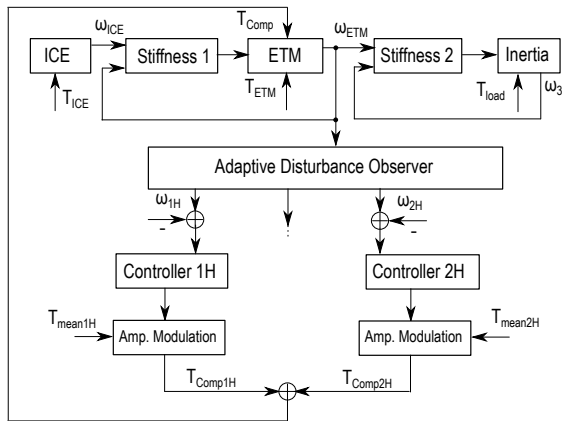 T_Comp
ω_ICE
ω_ETM
ICE
Stiffness 1
ETM
Stiffness 2
Inertia
T_ICE
T_ETM
T_load
ω_3
Adaptive Disturbance Observer
ω_1H
ω_2H
-
-
Controller 1H
Controller 2H
T_mean1H
T_mean2H
Amp. Modulation
Amp. Modulation
T_Comp1H
T_Comp2H